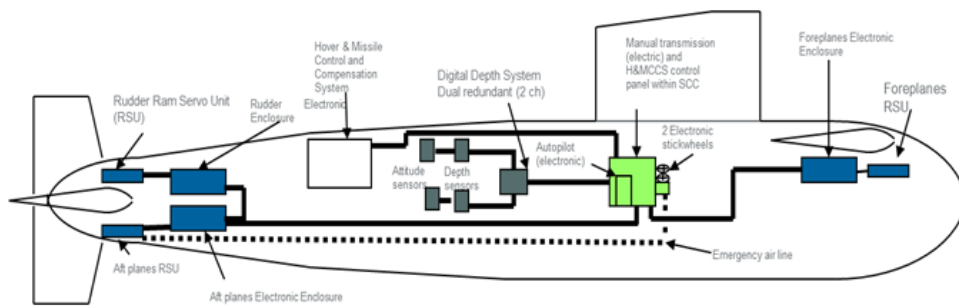 Hover & Missile
Control and
Compensation
System
Rudder Ram Servo Unit
(RSU)
Rudder Electronic
Enclosure
Digital Depth System
Dual redundant (2 ch)
Manual transmission
(electric) and
H&MCCS control
panel within SCC
Foreplanes Electronic
Enclosure
Foreplanes
RSU
2 Electronic
stickwheels
Autopilot
(electronic)
Attitude
sensors
Depth
sensors
Emergency air
line
Aft planes RSU
Aft planes Electronic Enclosure